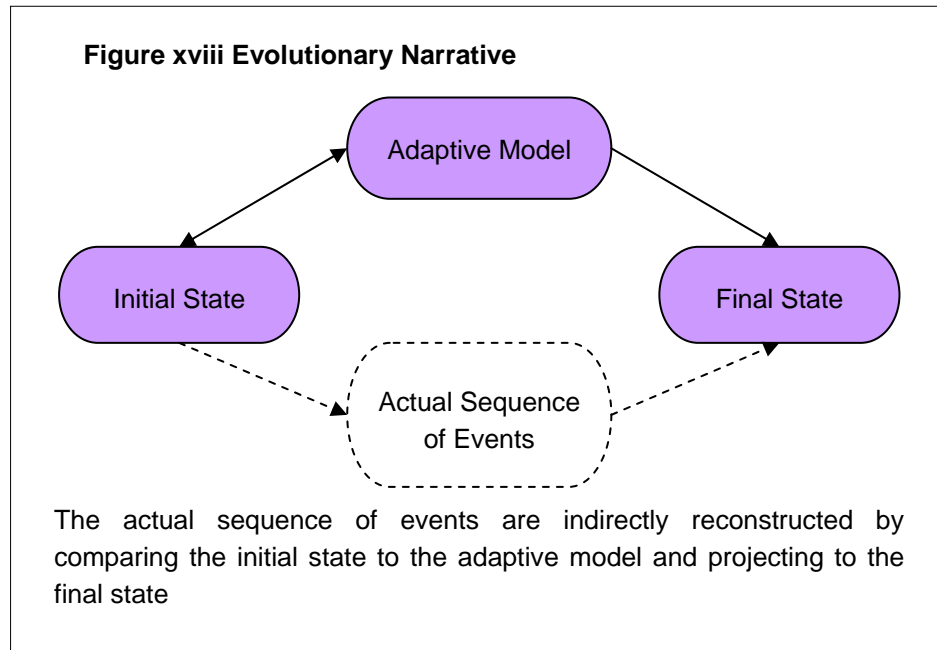 Figure xviii Evolutionary Narrative
Adaptive Model
Initial State
Final State
Actual Sequence
of Events
The actual sequence of events are indirectly reconstructed by
comparing the initial state to the adaptive model and projecting to the
final state